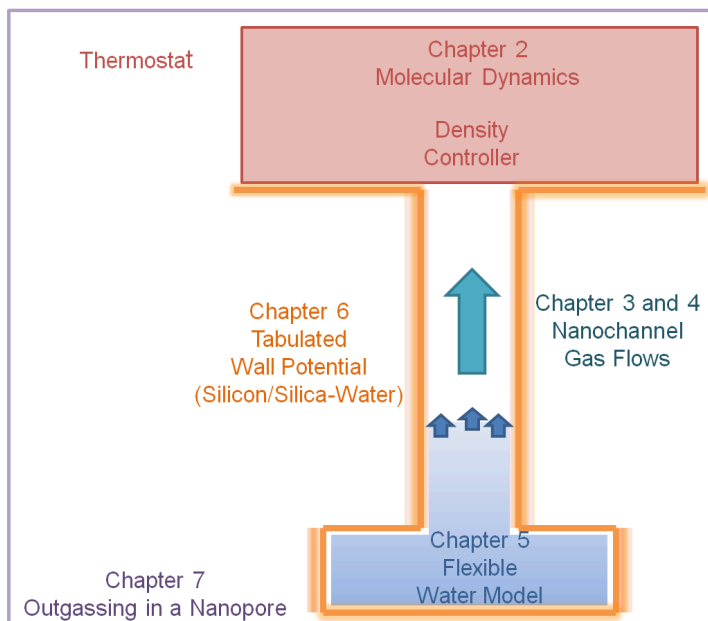 Thermostat
Chapter 2
Molecular Dynamics
Density
Controller
Chapter 6
Tabulated
Wall Potential
(Silicon/Silica-Water)
Chapter 3 and 4
Nanochannel
Gas Flows
Chapter 5
Flexible
Water Model
Chapter 7
Outgassing in a Nanopore